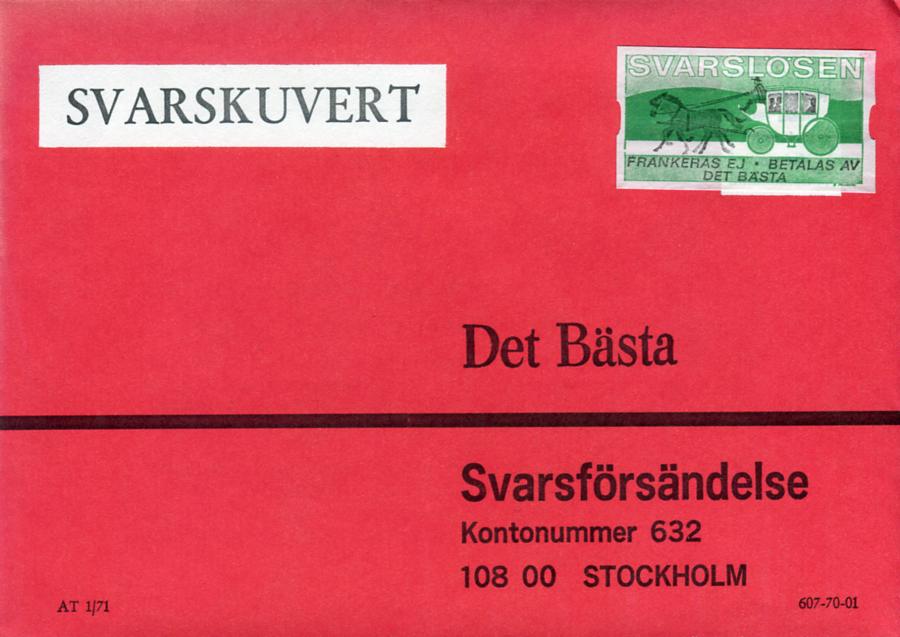 SVARSKUVERT
SVARSLÖSEN
FRANKERAS EJ · BETALAS AV
DET BÄSTA
Det Bästa
Svarsförsändelse
Kontonummer 632
108 00 STOCKHOLM
AT 1/71
607-70-01